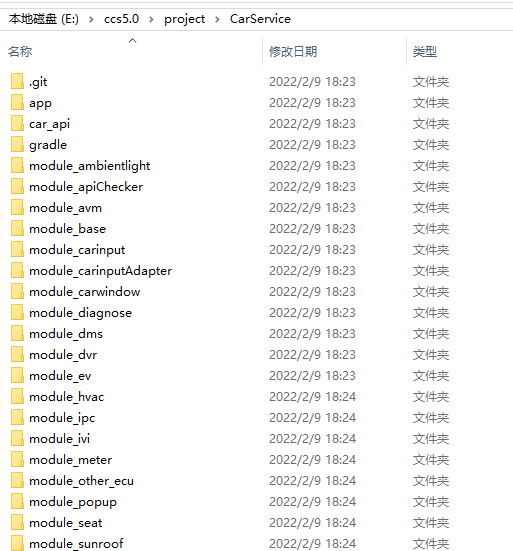 本地磁盘 (E:) > ccs5.0 > project > CarService
名称 修改日期 类型
.git 2022/2/9 18:23 文件夹
app 2022/2/9 18:23 文件夹
car_api 2022/2/9 18:23 文件夹
gradle 2022/2/9 18:23 文件夹
module_ambientlight 2022/2/9 18:23 文件夹
module_apiChecker 2022/2/9 18:23 文件夹
module_avm 2022/2/9 18:23 文件夹
module_base 2022/2/9 18:23 文件夹
module_carinput 2022/2/9 18:23 文件夹
module_carinputAdapter 2022/2/9 18:23 文件夹
module_carwindow 2022/2/9 18:23 文件夹
module_diagnose 2022/2/9 18:23 文件夹
module_dms 2022/2/9 18:23 文件夹
module_dvr 2022/2/9 18:23 文件夹
module_ev 2022/2/9 18:23 文件夹
module_hvac 2022/2/9 18:24 文件夹
module_ipc 2022/2/9 18:24 文件夹
module_ivi 2022/2/9 18:24 文件夹
module_meter 2022/2/9 18:24 文件夹
module_other_ecu 2022/2/9 18:24 文件夹
module_popup 2022/2/9 18:24 文件夹
module_seat 2022/2/9 18:24 文件夹
module_sunroof 2022/2/9 18:24 文件夹